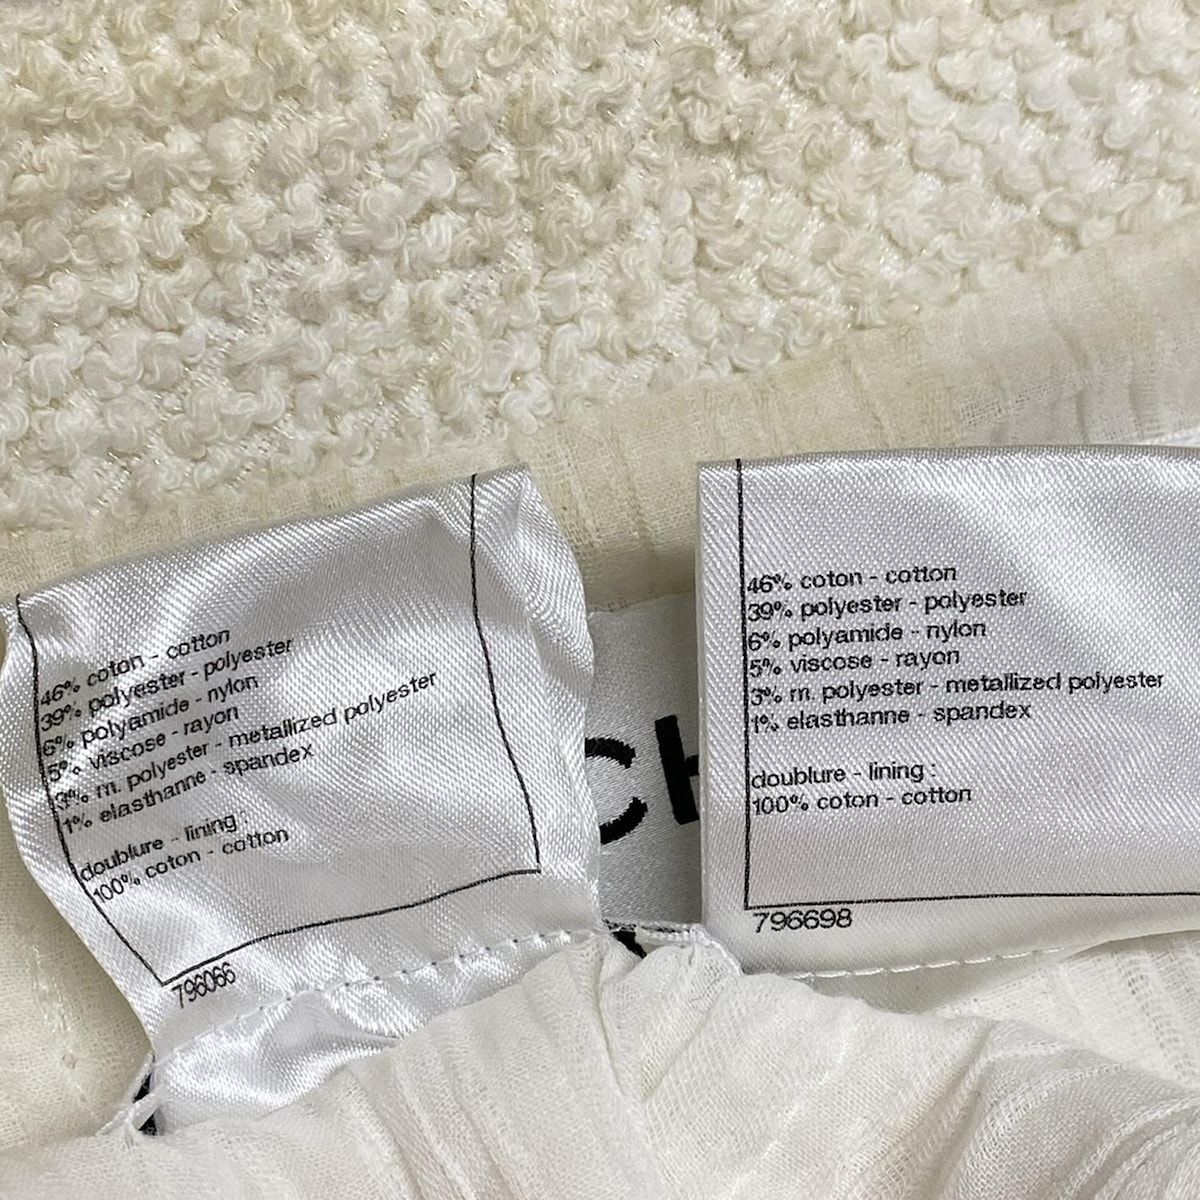 46% coton - cotton
39% polyester - polyester
6% polyamide - nylon
5% viscose - rayon
3% m. polyester - metallized polyester
1% elasthanne - spandex
doublure - lining :
100% coton - cotton
796066
46% coton - cotton
39% polyester - polyester
6% polyamide - nylon
5% viscose - rayon
3% m. polyester - metallized polyester
1% elasthanne - spandex
doublure - lining :
100% coton - cotton
796698